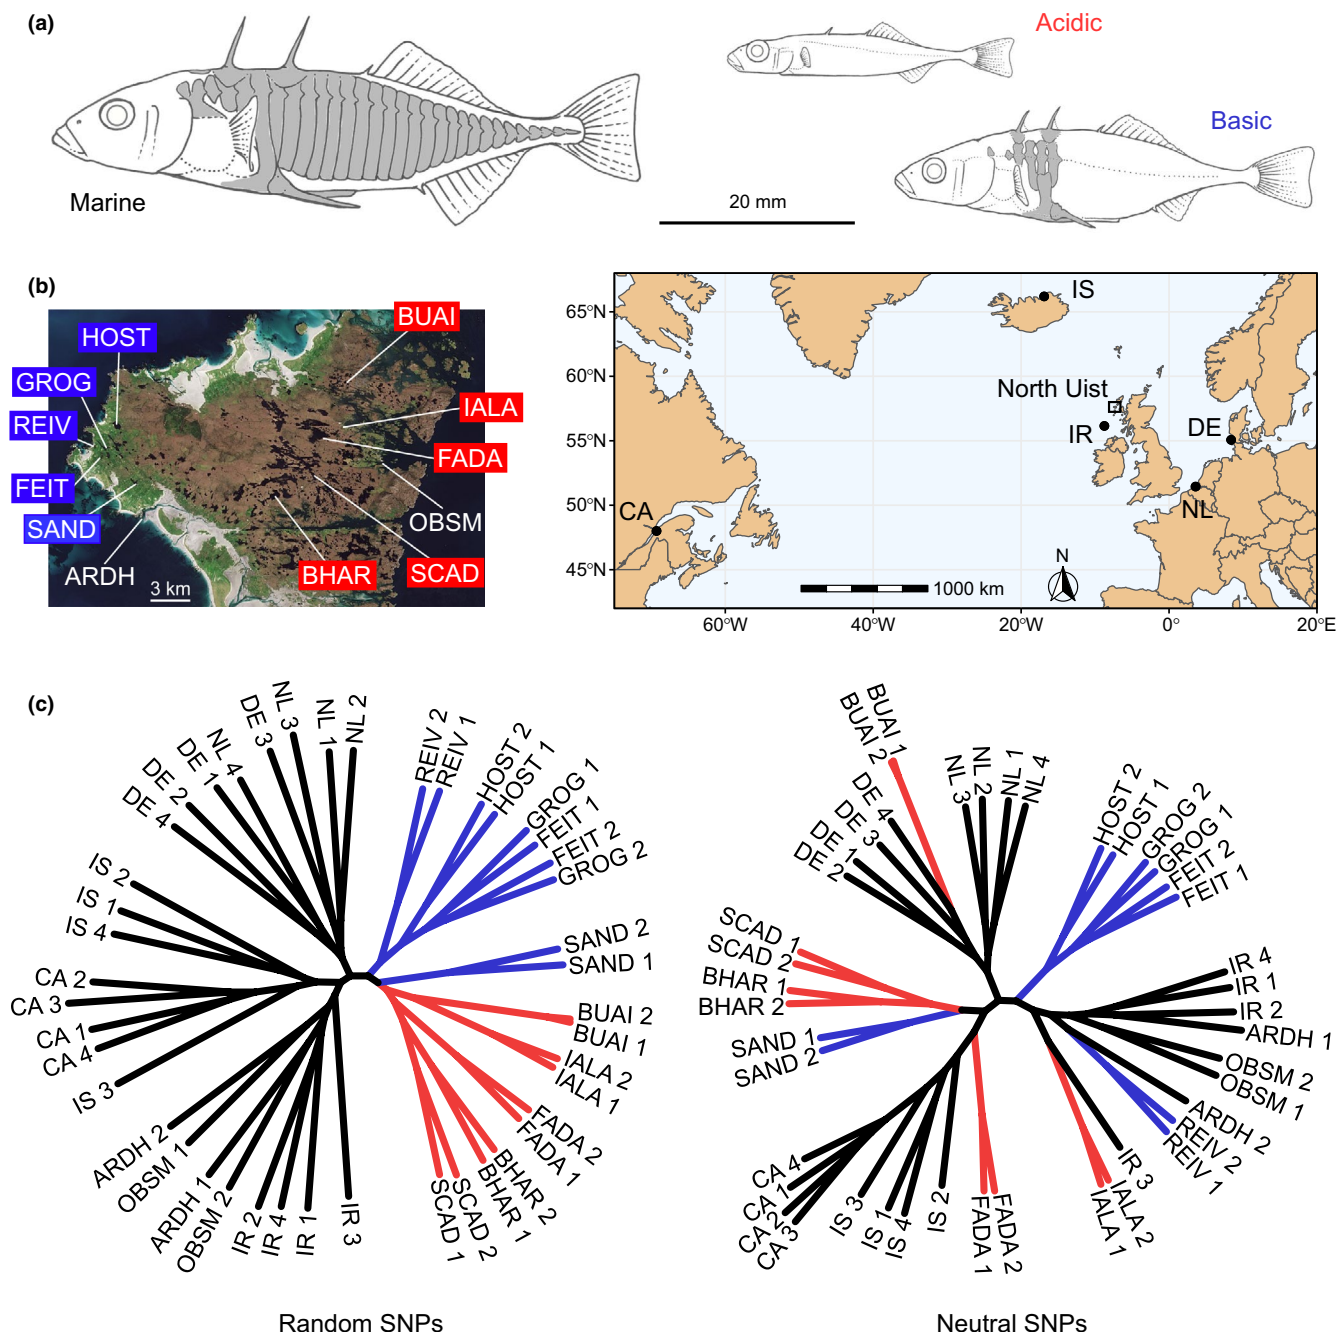 (a)
Acidic
Basic
Marine
20 mm
(b)
BUAI
HOST
GROG
IALA
REIV
FADA
FEIT
SAND
OBSM
ARDH
BHAR
SCAD
3 km
65°N
60°N
55°N
50°N
45°N
IS
North Uist
IR
DE
NL
CA
N
1000 km
60°W
40°W
20°W
0°
20°E
(c)
NL 2
NL 1
NL 3
DE 3
NL 4
DE 1
DE 2
DE 4
IS 2
IS 1
IS 4
CA 2
CA 3
CA 1
CA 4
IS 3
ARDH 2
OBSM 1
ARDH 1
OBSM 2
IR 2
IR 4
IR 1
IR 3
SCAD 1
SCAD 2
BHAR 1
BHAR 2
FADA 1
FADA 2
IALA 1
IALA 2
BUAI 1
BUAI 2
SAND 1
SAND 2
GROG 2
FEIT 2
FEIT 1
GROG 1
HOST 1
HOST 2
REIV 1
REIV 2
Random SNPs
BUAI 1
BUAI 2
DE 4
DE 3
DE 1
DE 2
SCAD 1
SCAD 2
BHAR 1
BHAR 2
SAND 1
SAND 2
CA 4
CA 1
CA 2
CA 3
IS 3
IS 1
IS 4
IS 2
FADA 1
FADA 2
IALA 1
IALA 2
IR 3
REIV 1
REIV 2
ARDH 2
OBSM 1
OBSM 2
ARDH 1
IR 2
IR 1
IR 4
FEIT 1
FEIT 2
GROG 1
GROG 2
HOST 1
HOST 2
NL 4
NL 1
NL 2
NL 3
Neutral SNPs